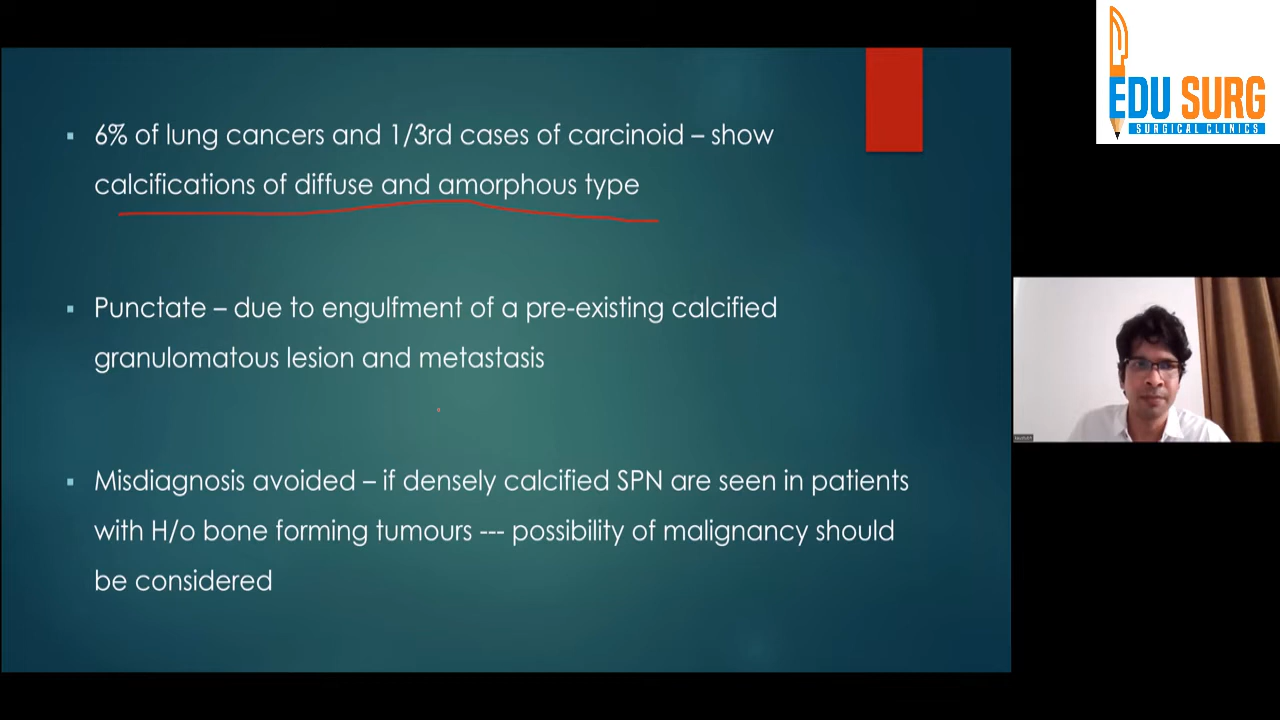 EDU SURG
SURGICAL CLINICS
▪ 6% of lung cancers and 1/3rd cases of carcinoid – show
calcifications of diffuse and amorphous type
▪ Punctate – due to engulfment of a pre-existing calcified
granulomatous lesion and metastasis
▪ Misdiagnosis avoided – if densely calcified SPN are seen in patients
with H/o bone forming tumours --- possibility of malignancy should
be considered